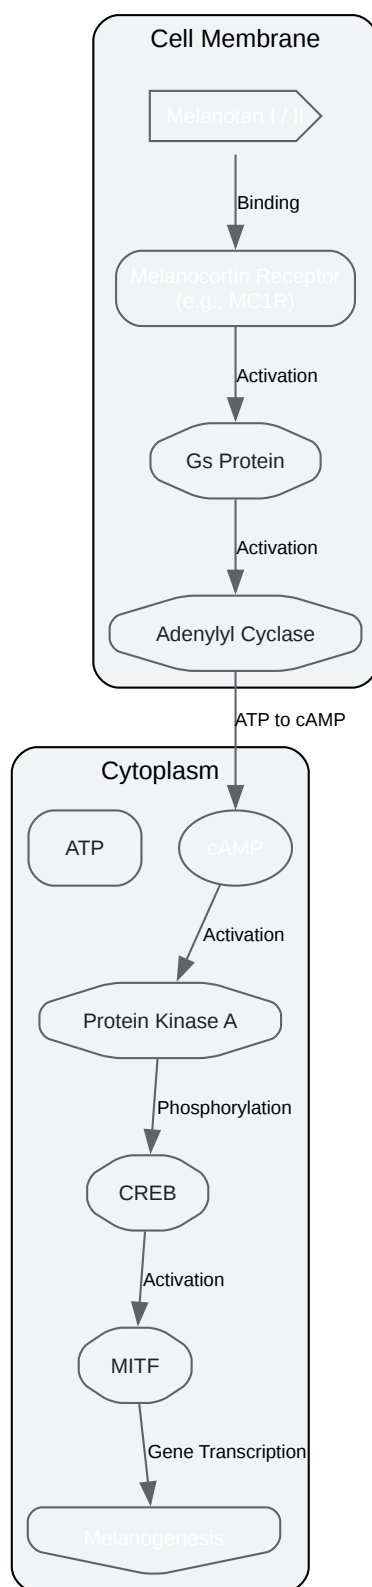 Cell Membrane
Melanotan I / II
Binding
Melanocortin Receptor
(e.g., MC1R)
Activation
Gs Protein
Activation
Adenylyl Cyclase
ATP to cAMP
Cytoplasm
ATP
cAMP
Activation
Protein Kinase A
Phosphorylation
CREB
Activation
MITF
Gene Transcription
Melanogenesis